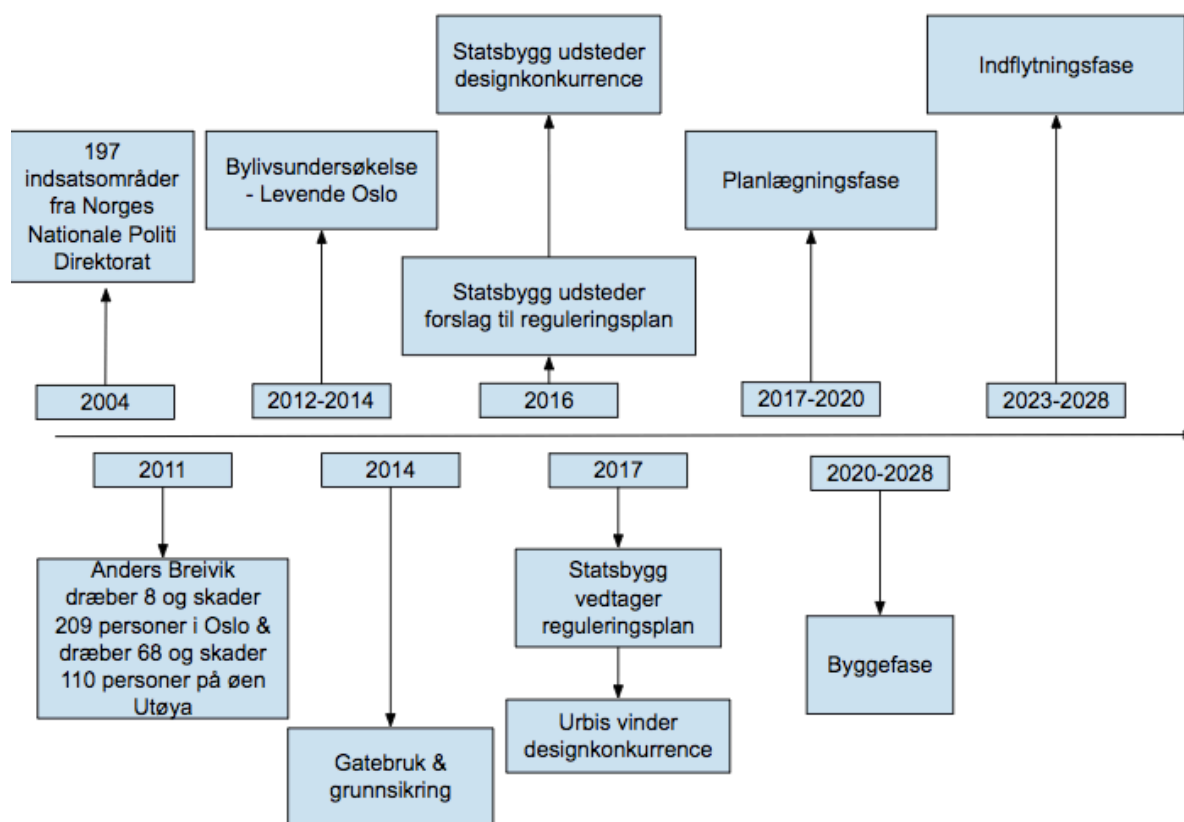 Statsbygg udsteder
designkonkurrence
Indflytningsfase
197
indsatsområder
fra Norges
Nationale Politi
Direktorat
Bylivsundersøkelse
- Levende Oslo
Planlægningsfase
Statsbygg udsteder
forslag til reguleringsplan
2004
2012-2014
2016
2017-2020
2023-2028
2011
2014
2017
2020-2028
Anders Breivik
dræber 8 og skader
209 personer i Oslo &
dræber 68 og skader
110 personer på øen
Utøya
Statsbygg
vedtager
reguleringsplan
Byggefase
Urbis vinder
designkonkurrence
Gatebruk &
grunnsikring